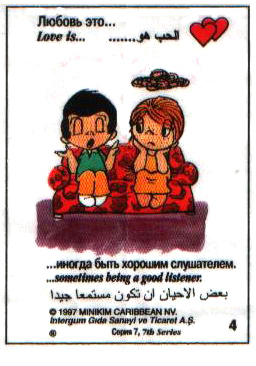 Любовь это...
Love is... .......الحب هو
...иногда быть хорошим слушателем.
...sometimes being a good listener.
بعض الاحيان ان تكون مستمعا جيدا
© 1997 MINIKIM CARIBBEAN NV.
Intergum Gıda Sanayi ve Ticaret A.Ş.
® Серия 7, 7th Series
4